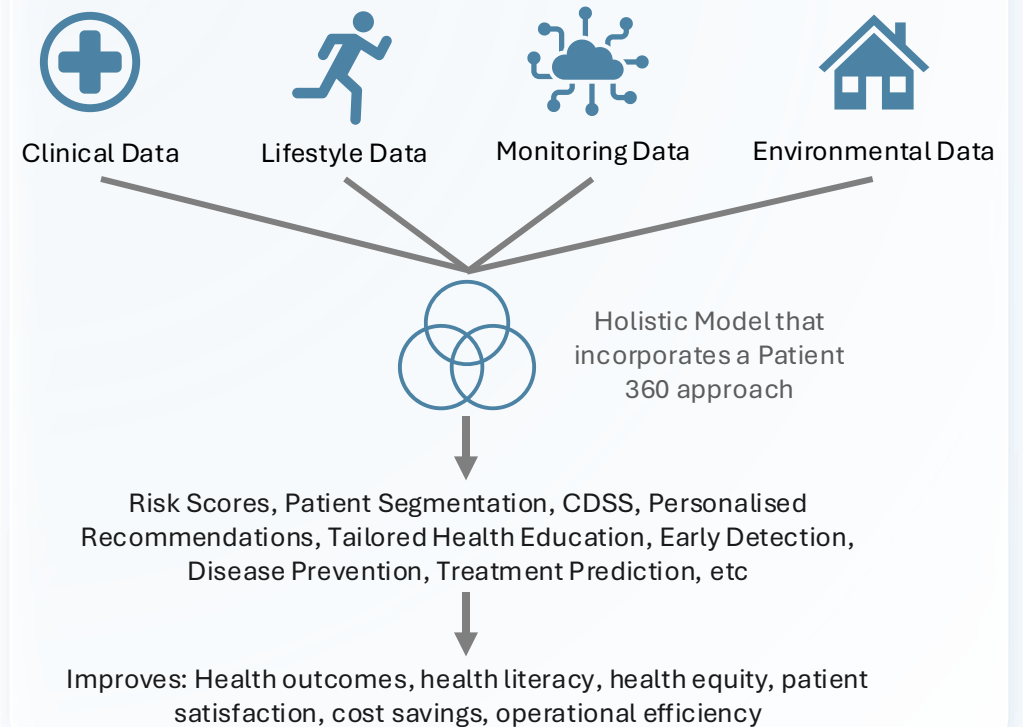 Clinical Data
Lifestyle Data
Monitoring Data
Environmental Data
Holistic Model that
incorporates a Patient
360 approach
Risk Scores, Patient Segmentation, CDSS, Personalised
Recommendations, Tailored Health Education, Early Detection,
Disease Prevention, Treatment Prediction, etc
Improves: Health outcomes, health literacy, health equity, patient
satisfaction, cost savings, operational efficiency